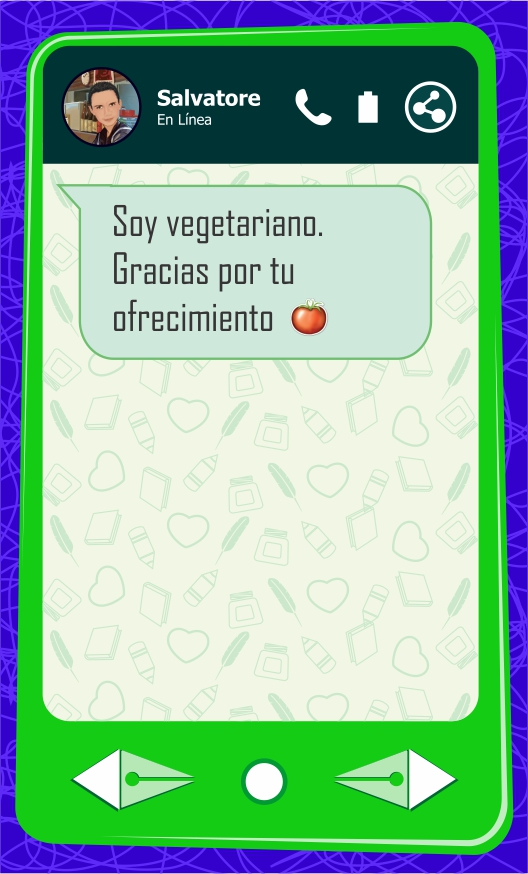 Salvatore
En Línea
Soy vegetariano.
Gracias por tu
ofrecimiento 🍅